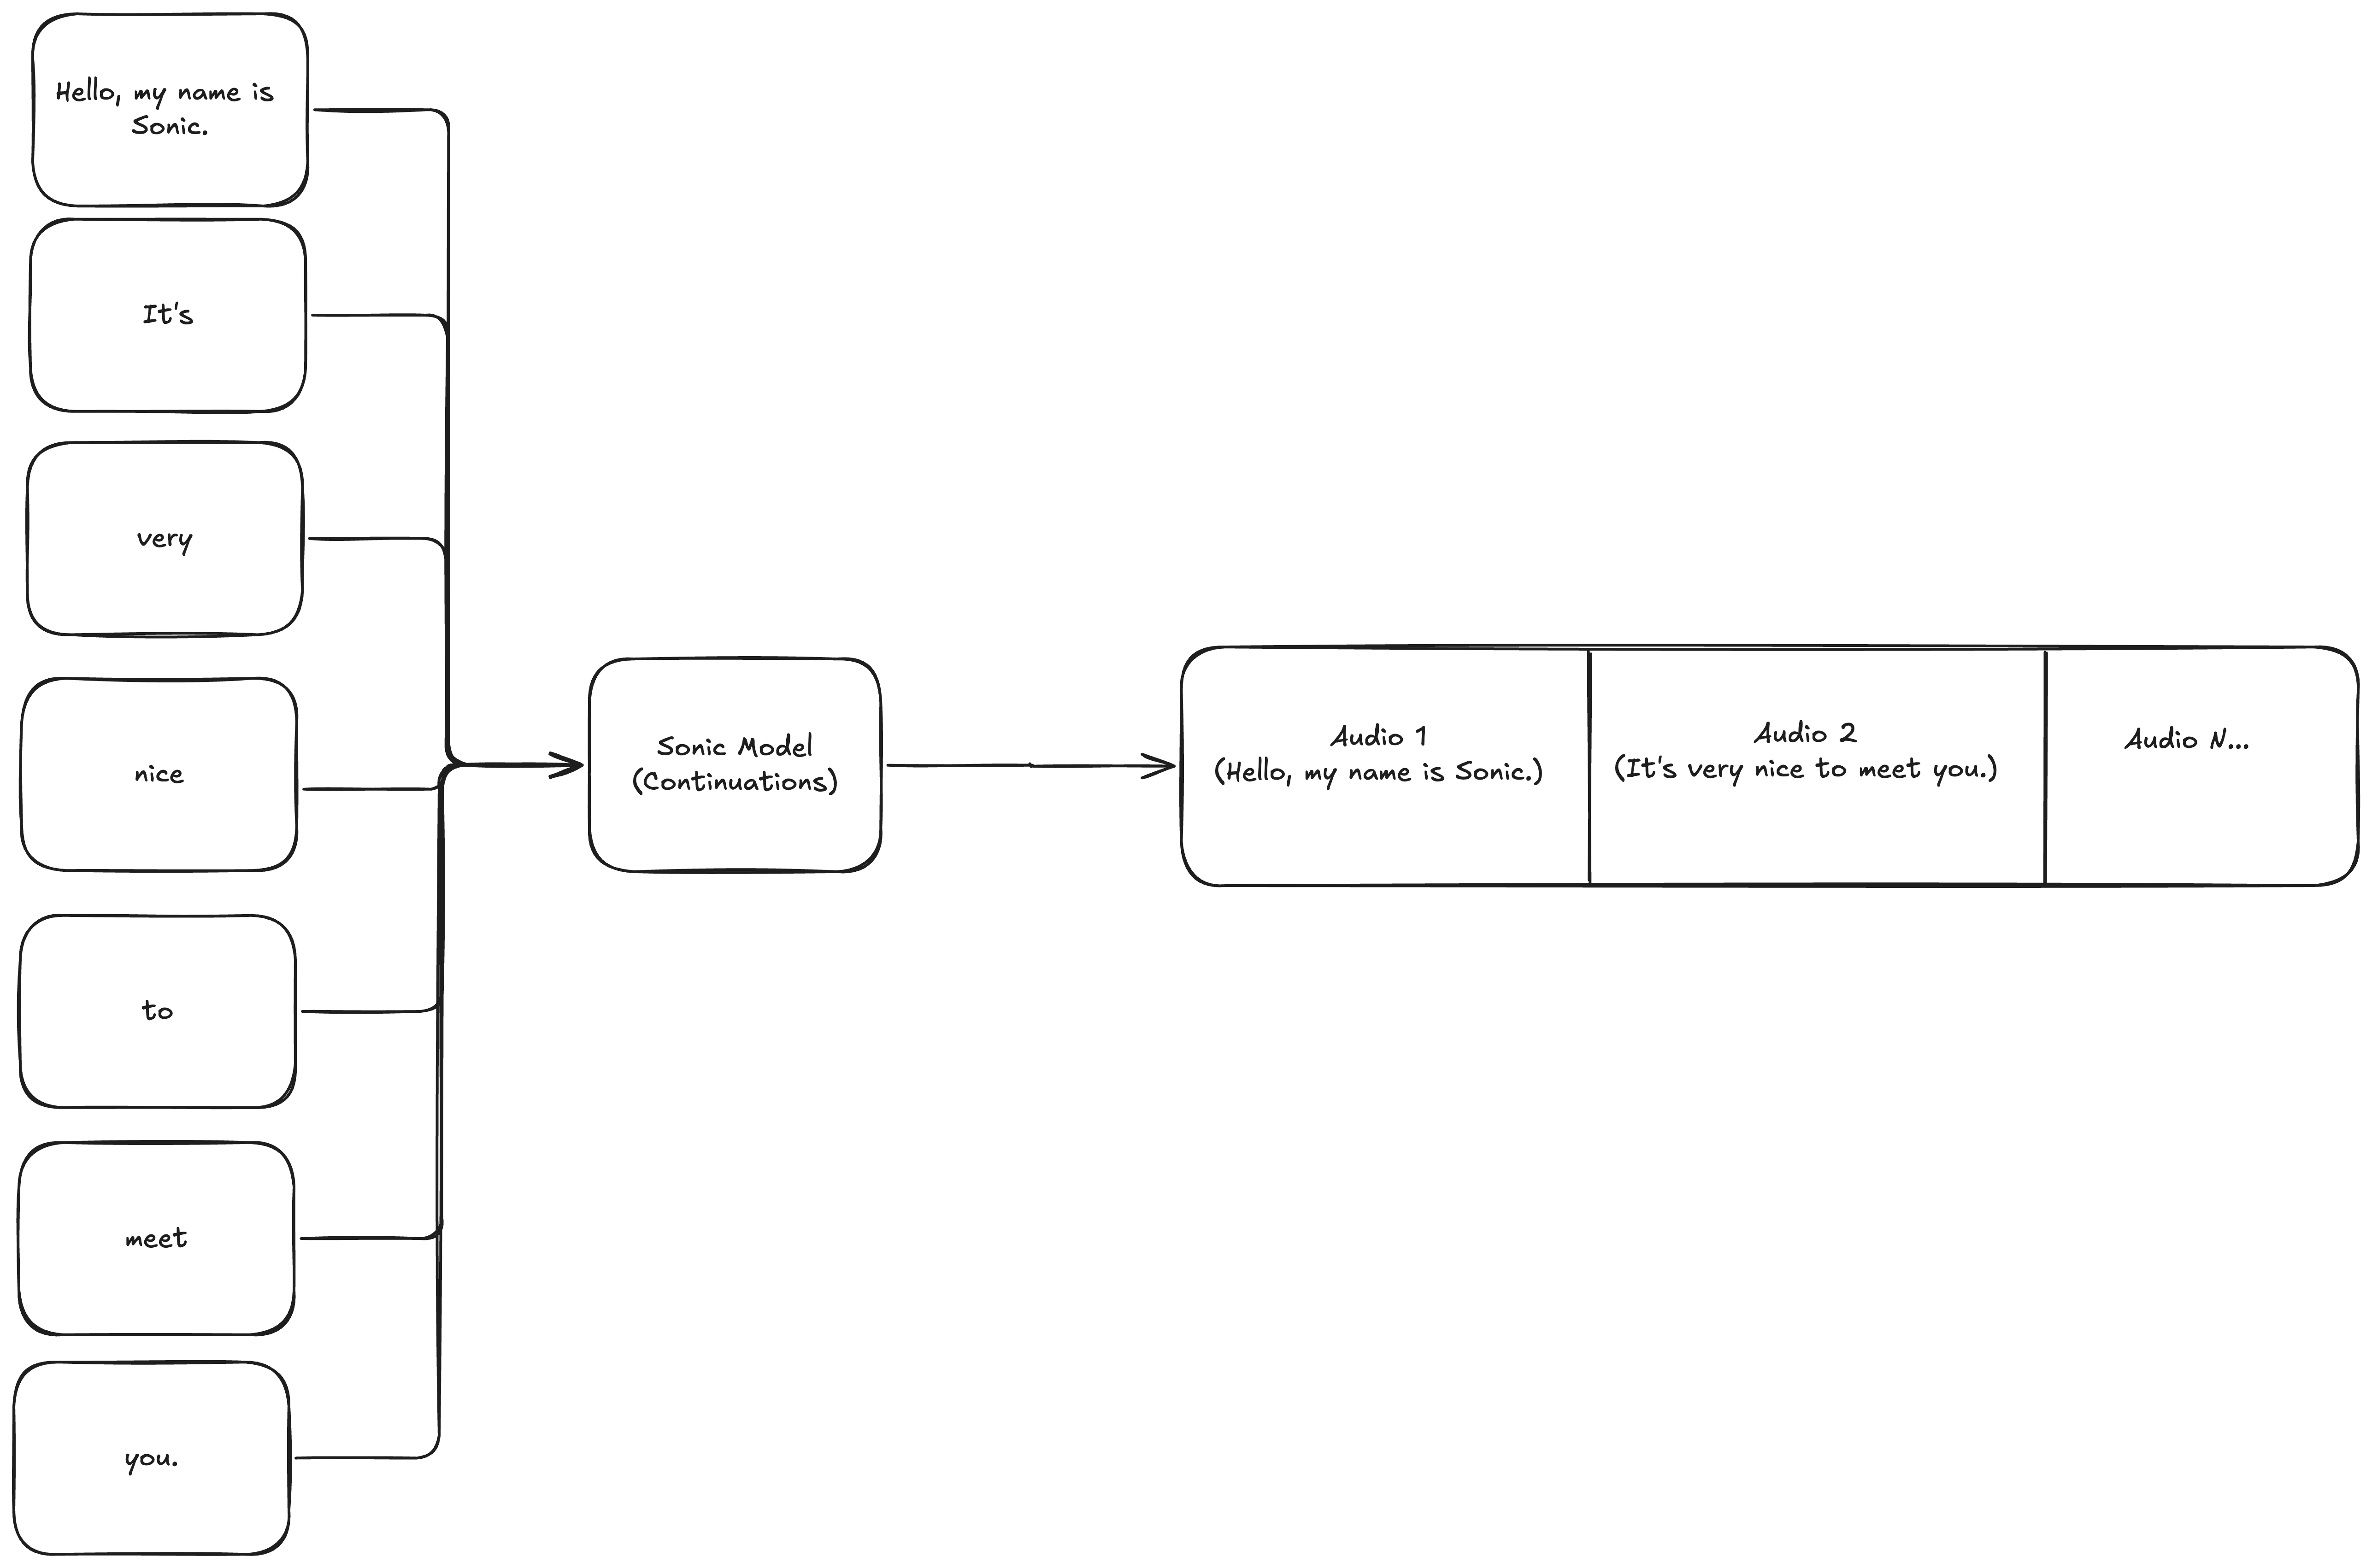 Hello, my name is
Sonic.
It's
very
nice
to
meet
you.
Sonic Model
(Continuations)
Audio 1
(Hello, my name is Sonic.)
Audio 2
(It's very nice to meet you.)
Audio N...